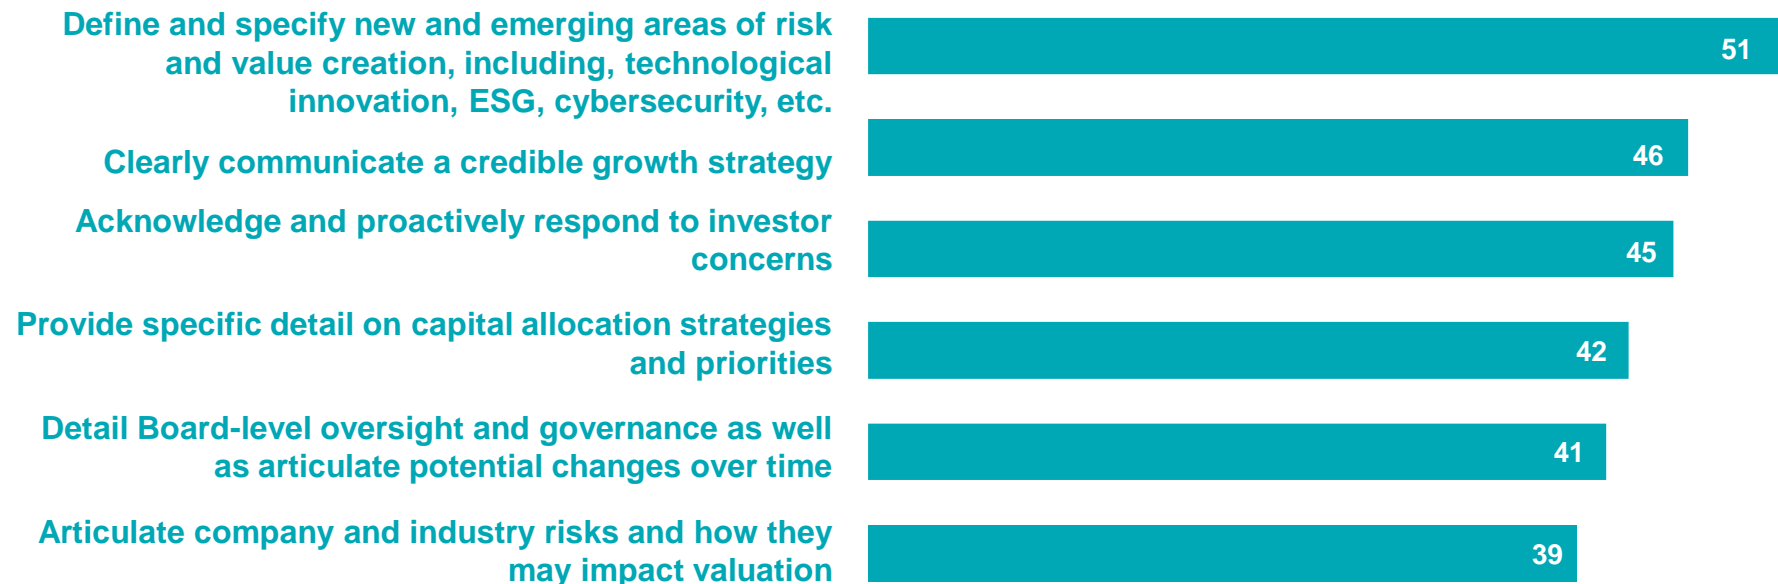 Define and specify new and emerging areas of risk
and value creation, including, technological
innovation, ESG, cybersecurity, etc.
51
Clearly communicate a credible growth strategy
46
Acknowledge and proactively respond to investor
concerns
45
Provide specific detail on capital allocation strategies
and priorities
42
Detail Board-level oversight and governance as well
as articulate potential changes over time
41
Articulate company and industry risks and how they
may impact valuation
39